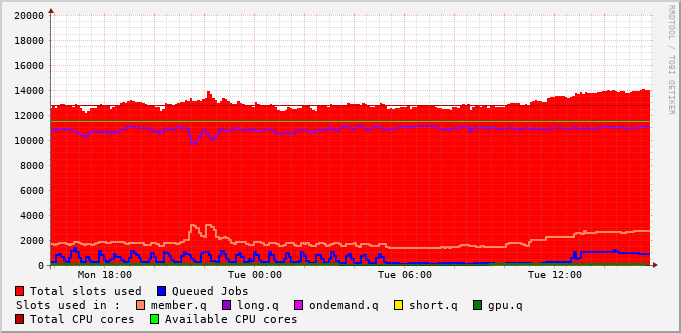 20000
18000
16000
14000
12000
10000
8000
6000
4000
2000
0
Mon 18:00 Tue 00:00 Tue 06:00 Tue 12:00
RRDTOOL / TOBI OETIKER
Total slots used Queued Jobs
Slots used in : member.q long.q ondemand.q short.q gpu.q
Total CPU cores Available CPU cores